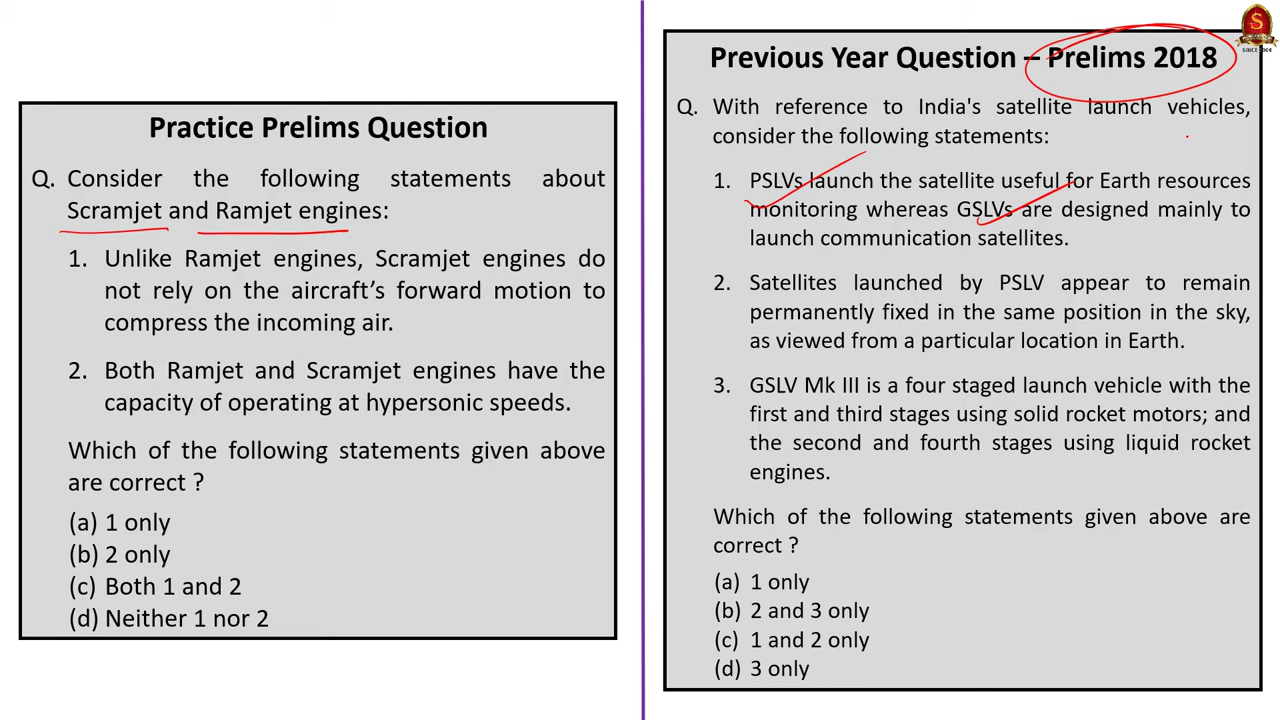 Practice Prelims Question
Q. Consider the following statements about
Scramjet and Ramjet engines:
1. Unlike Ramjet engines, Scramjet engines do
not rely on the aircraft’s forward motion to
compress the incoming air.
2. Both Ramjet and Scramjet engines have the
capacity of operating at hypersonic speeds.
Which of the following statements given above
are correct ?
(a) 1 only
(b) 2 only
(c) Both 1 and 2
(d) Neither 1 nor 2
Previous Year Question – Prelims 2018
Q. With reference to India's satellite launch vehicles,
consider the following statements:
1. PSLVs launch the satellite useful for Earth resources
monitoring whereas GSLVs are designed mainly to
launch communication satellites.
2. Satellites launched by PSLV appear to remain
permanently fixed in the same position in the sky,
as viewed from a particular location in Earth.
3. GSLV Mk III is a four staged launch vehicle with the
first and third stages using solid rocket motors; and
the second and fourth stages using liquid rocket
engines.
Which of the following statements given above are
correct ?
(a) 1 only
(b) 2 and 3 only
(c) 1 and 2 only
(d) 3 only
S